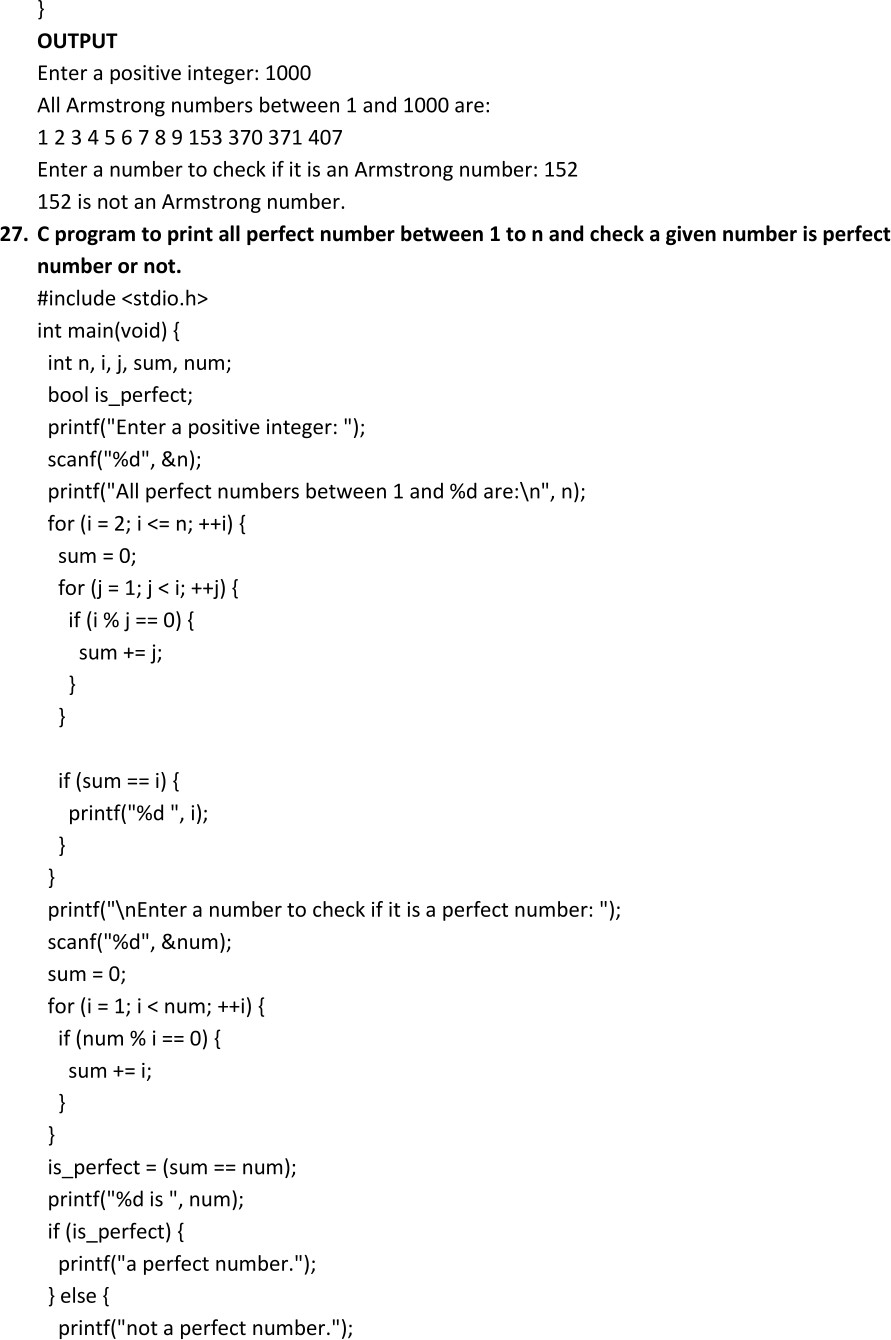 }
OUTPUT
Enter a positive integer: 1000
All Armstrong numbers between 1 and 1000 are:
1 2 3 4 5 6 7 8 9 153 370 371 407
Enter a number to check if it is an Armstrong number: 152
152 is not an Armstrong number.
27. C program to print all perfect number between 1 to n and check a given number is perfect
number or not.
#include <stdio.h>
int main(void) {
int n, i, j, sum, num;
bool is_perfect;
printf("Enter a positive integer: ");
scanf("%d", &n);
printf("All perfect numbers between 1 and %d are:\n", n);
for (i = 2; i <= n; ++i) {
sum = 0;
for (j = 1; j < i; ++j) {
if (i % j == 0) {
sum += j;
}
}
if (sum == i) {
printf("%d ", i);
}
}
printf("\nEnter a number to check if it is a perfect number: ");
scanf("%d", &num);
sum = 0;
for (i = 1; i < num; ++i) {
if (num % i == 0) {
sum += i;
}
}
is_perfect = (sum == num);
printf("%d is ", num);
if (is_perfect) {
printf("a perfect number.");
} else {
printf("not a perfect number.");